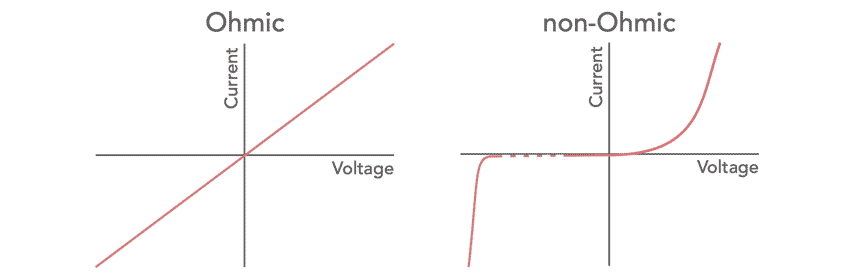 Ohmic
Current
Voltage
non-Ohmic
Current
Voltage